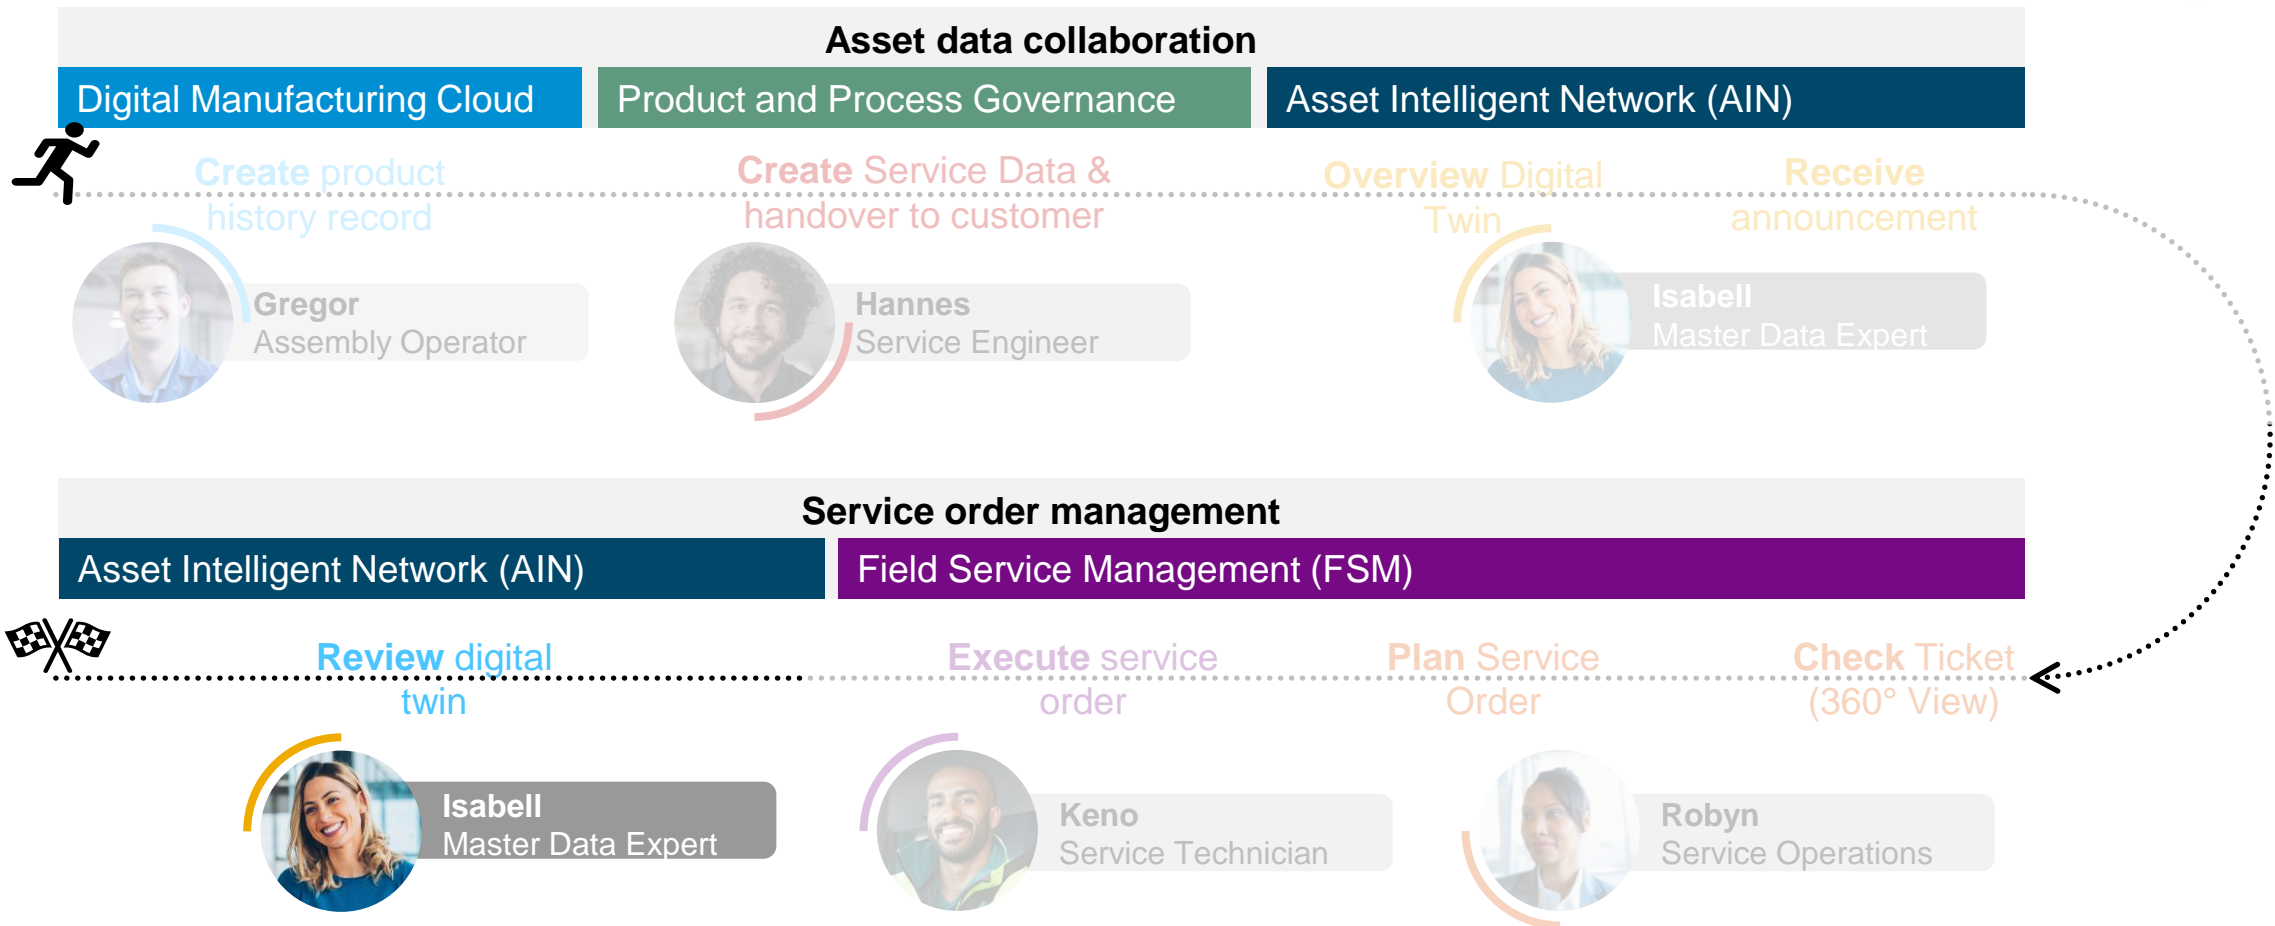 Asset data collaboration
Digital Manufacturing Cloud
Product and Process Governance
Asset Intelligent Network (AIN)
Create product
history record
Create Service Data &
handover to customer
Overview Digital
Twin
Receive
announcement
Gregor
Assembly Operator
Hannes
Service Engineer
Isabell
Master Data Expert
Service order management
Asset Intelligent Network (AIN)
Field Service Management (FSM)
Review digital
twin
Execute service
order
Plan Service
Order
Check Ticket
(360° View)
Isabell
Master Data Expert
Keno
Service Technician
Robyn
Service Operations